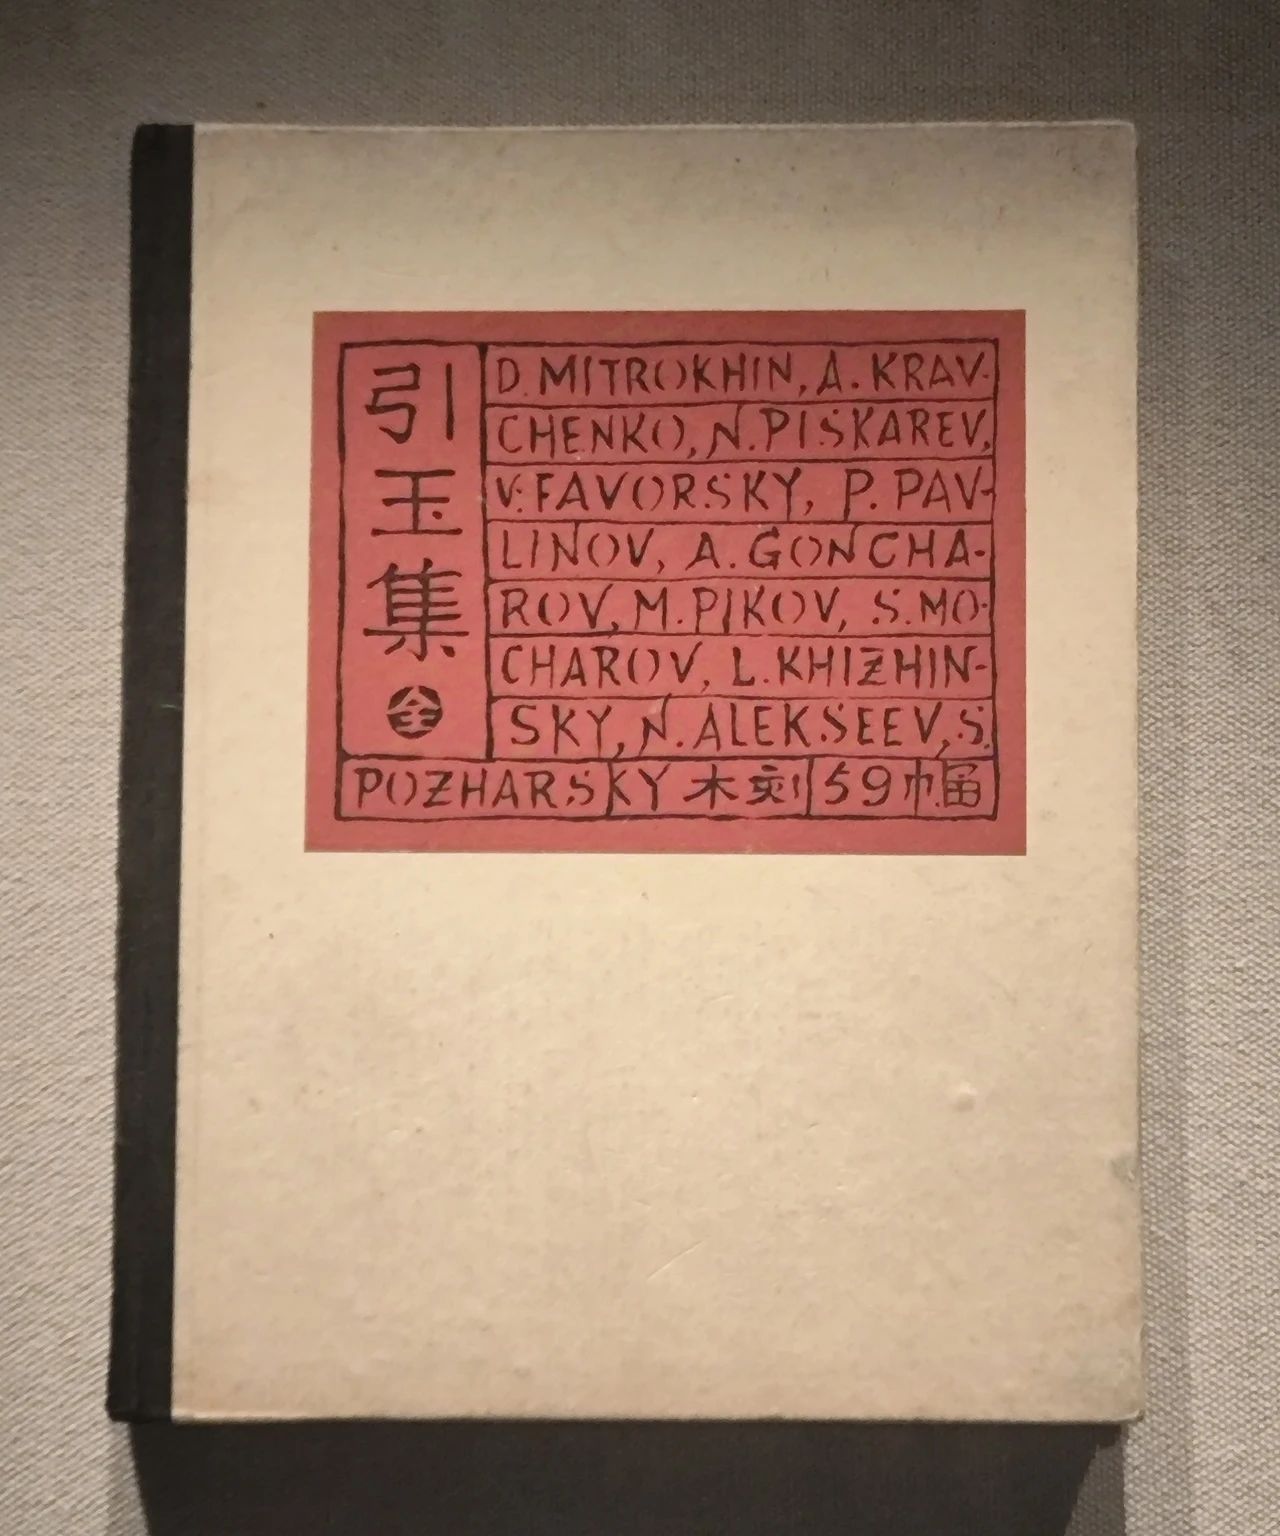 引玉集
全
D. MITROKHIN, A. KRAV-
CHENKO, N. PISKAREV,
V. FAVORSKY, P. PAV-
LINOV, A. GONCHA-
ROV, M. PIKOV, S. MO-
CHAROV, L. KHIZHIN-
SKY, N. ALEKSEEV, S.
POZHARSKY 木刻 59幅